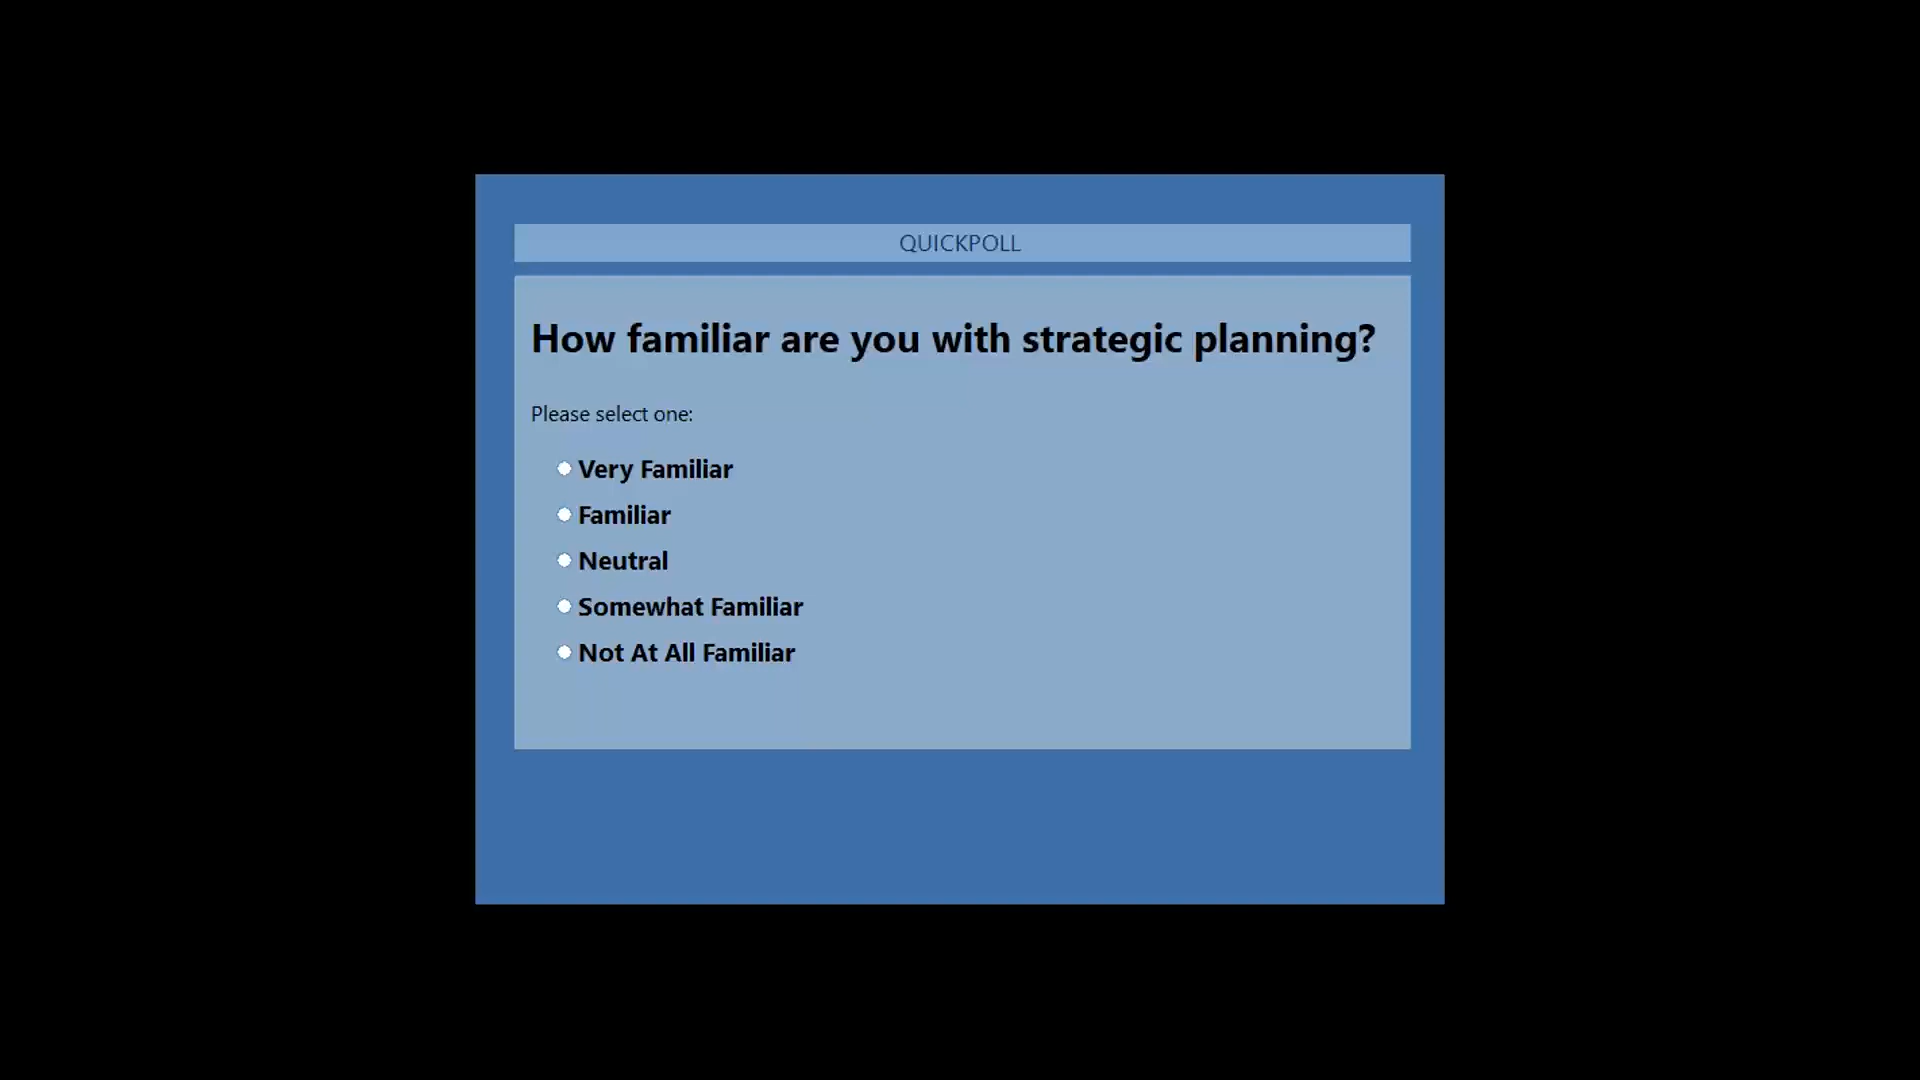 QUICKPOLL
How familiar are you with strategic planning?
Please select one:
Very Familiar
Familiar
Neutral
Somewhat Familiar
Not At All Familiar